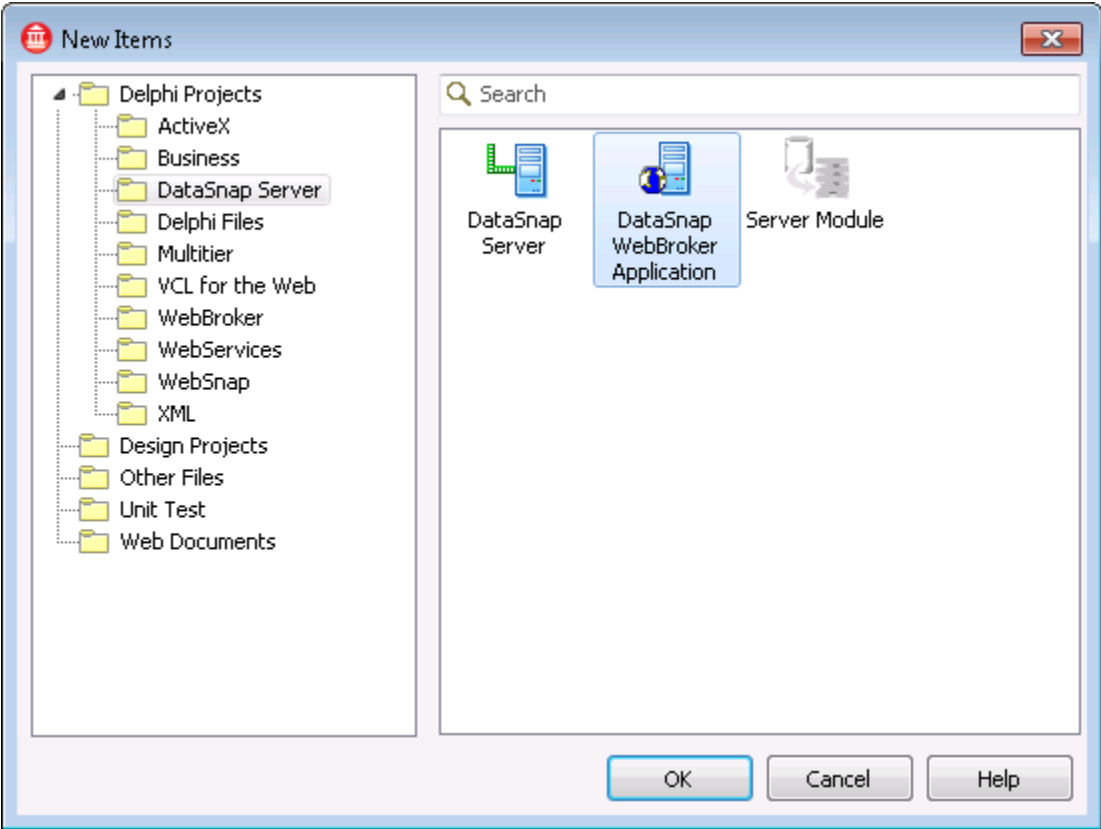 New Items
Delphi Projects
ActiveX
Business
DataSnap Server
Delphi Files
Multitier
VCL for the Web
WebBroker
WebServices
WebSnap
XML
Design Projects
Other Files
Unit Test
Web Documents
Search
DataSnap
Server
DataSnap
WebBroker
Application
Server Module
OK
Cancel
Help